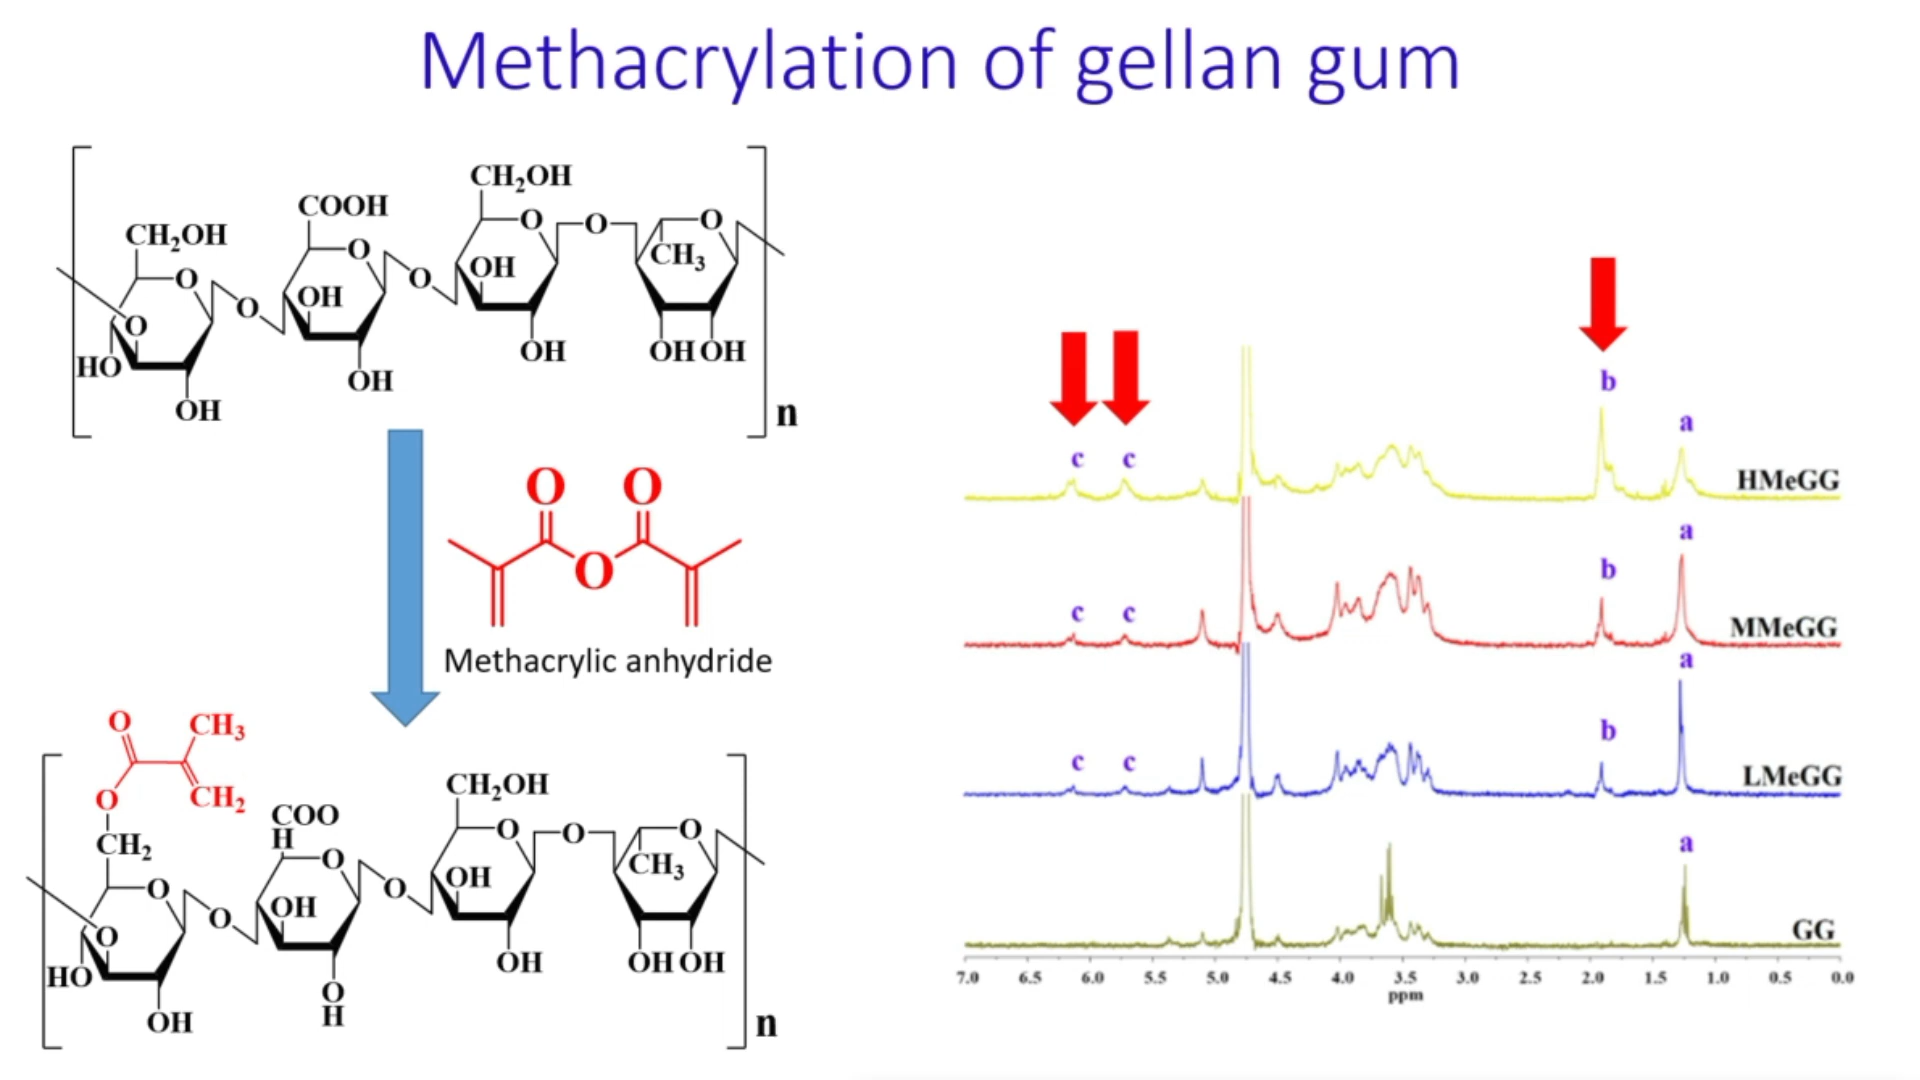 Methacrylation of gellan gum
CH₂OH
COOH
CH₂OH
O
O
O
O
O
O
CH₃
O
O
OH
OH
HO
OH
OH
OH
OH OH
n
O
O
O
Methacrylic anhydride
O
CH₃
O
CH₂
CH₂
COO
H
CH₂OH
O
O
O
O
O
O
CH₃
O
O
OH
OH
HO
OH
O
H
OH
OH OH
n
b
a
c
c
HMeGG
a
b
c
c
MMeGG
a
b
c
c
LMeGG
a
GG
7.0 6.5 6.0 5.5 5.0 4.5 4.0 3.5 3.0 2.5 2.0 1.5 1.0 0.5 0.0
ppm